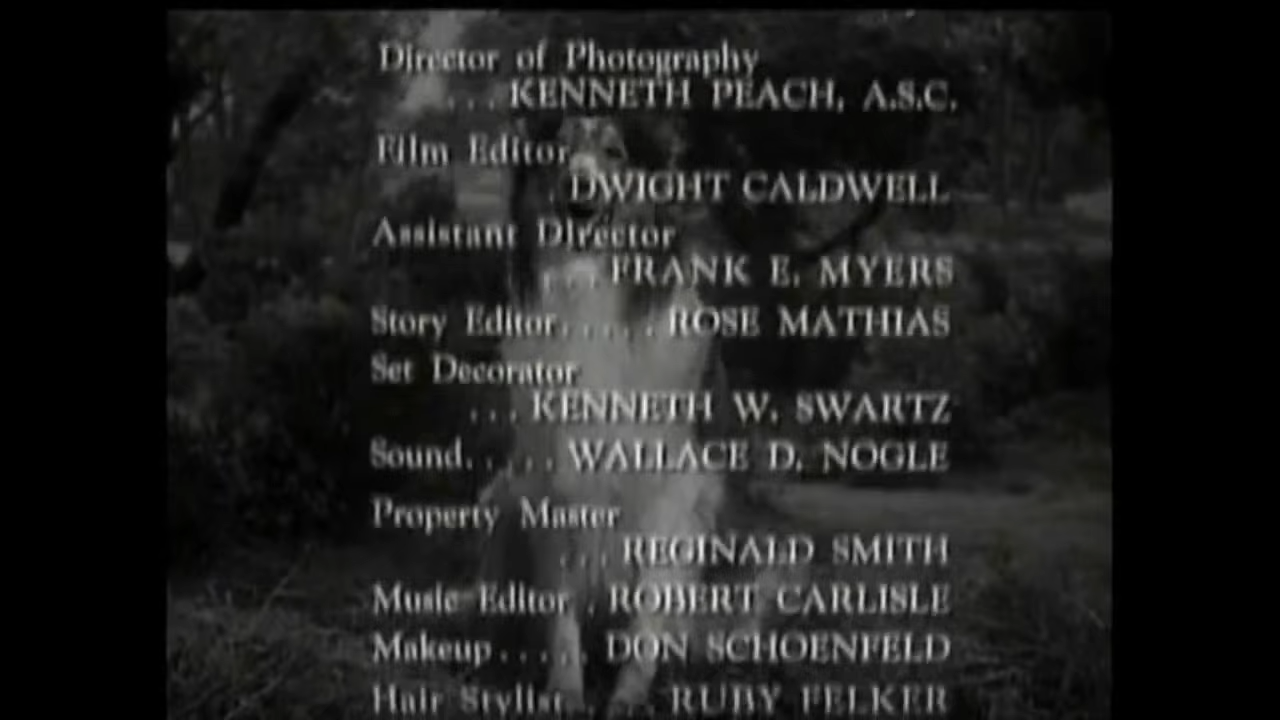 Director of Photography
. . . KENNETH PEACH, A.S.C.
Film Editor
. DWIGHT CALDWELL
Assistant Director
. . . FRANK E. MYERS
Story Editor . . . . . ROSE MATHIAS
Set Decorator
. . . KENNETH W. SWARTZ
Sound. . . . . WALLACE D. NOGLE
Property Master
. . . REGINALD SMITH
Music Editor . ROBERT CARLISLE
Makeup . . . . . DON SCHOENFELD
Hair Stylist . . . . RUBY FELKER